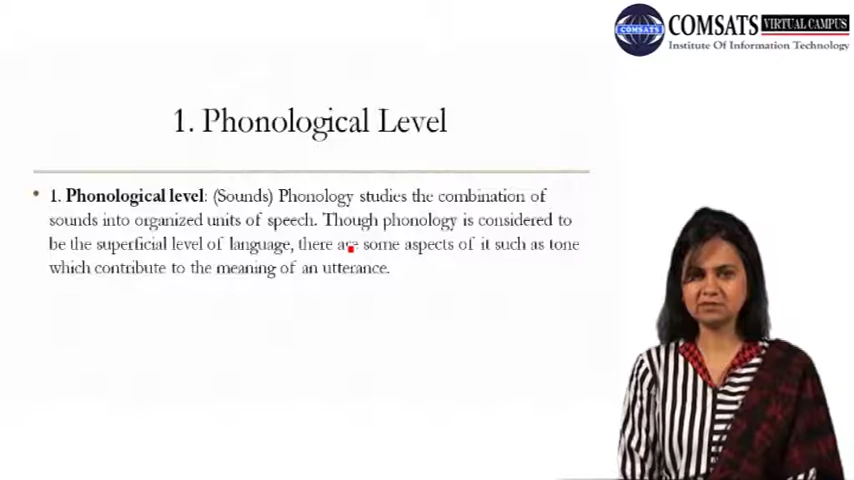 COMSATS
COMSATS VIRTUAL CAMPUS
Institute Of Information Technology
1. Phonological Level
• 1. Phonological level: (Sounds) Phonology studies the combination of
sounds into organized units of speech. Though phonology is considered to
be the superficial level of language, there are some aspects of it such as tone
which contribute to the meaning of an utterance.